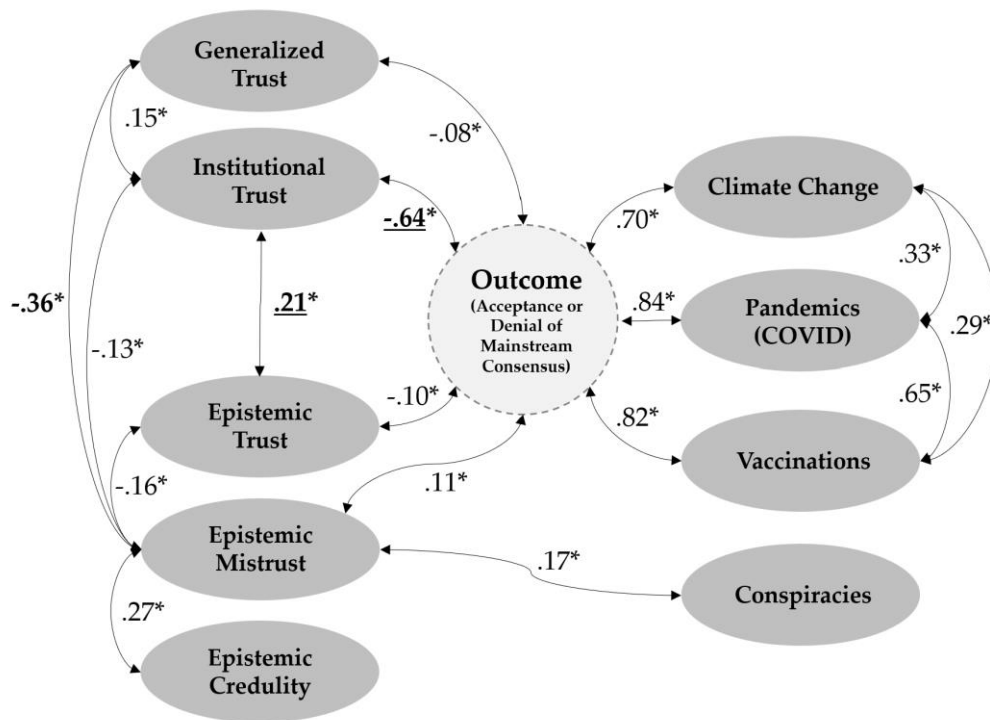 Generalized
Trust
.15*
-.08*
Institutional
Trust
-.64*
Climate Change
.70*
.33*
Outcome
(Acceptance or
Denial of
Mainstream
Consensus)
-.36*
.21*
.84*
Pandemics
(COVID)
.29*
-.13*
.65*
Epistemic
Trust
-.10*
.82*
Vaccinations
-.16*
.11*
Epistemic
Mistrust
.17*
Conspiracies
.27*
Epistemic
Credulity